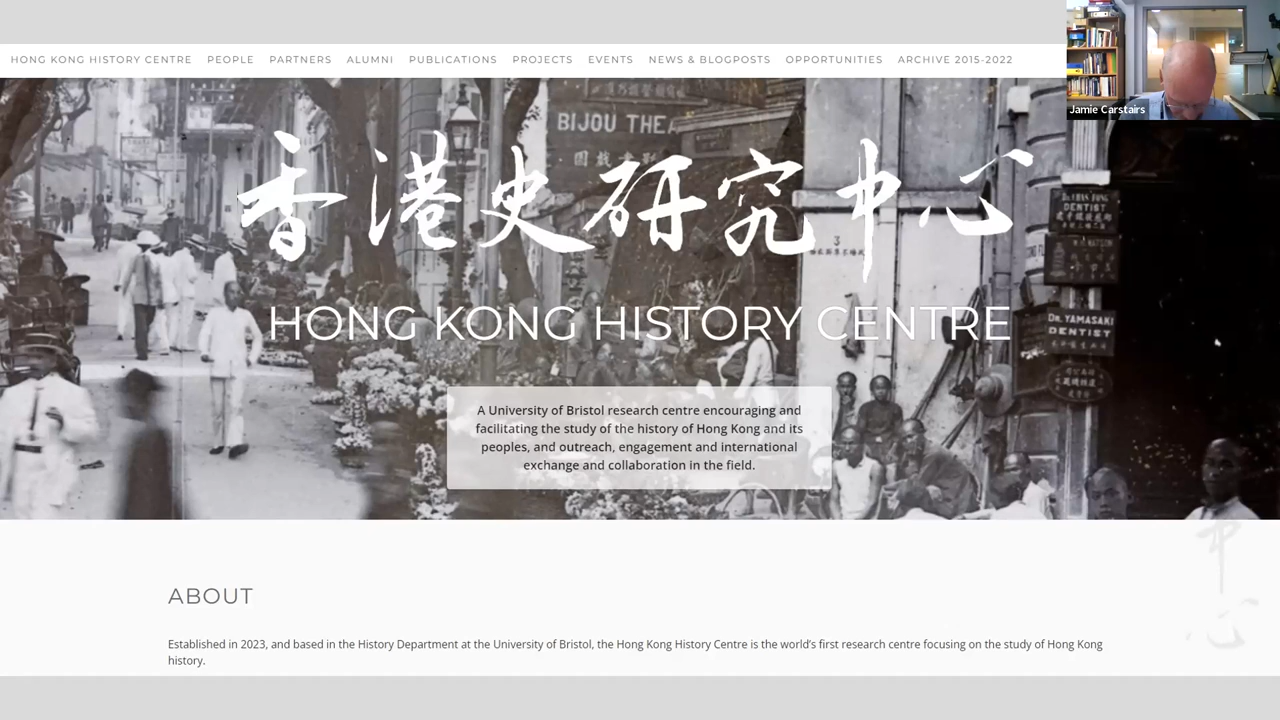 HONG KONG HISTORY CENTRE PEOPLE PARTNERS ALUMNI PUBLICATIONS PROJECTS EVENTS NEWS & BLOGPOSTS OPPORTUNITIES ARCHIVE 2015-2022
Jamie Carstairs
BIJOU THEA
香港史研究中心
DENTIST
3
HONG KONG HISTORY CENTRE
DR. YAMASAKI
DENTIST
A University of Bristol research centre encouraging and
facilitating the study of the history of Hong Kong and its
peoples, and outreach, engagement and international
exchange and collaboration in the field.
中心
ABOUT
Established in 2023, and based in the History Department at the University of Bristol, the Hong Kong History Centre is the world's first research centre focusing on the study of Hong Kong
history.